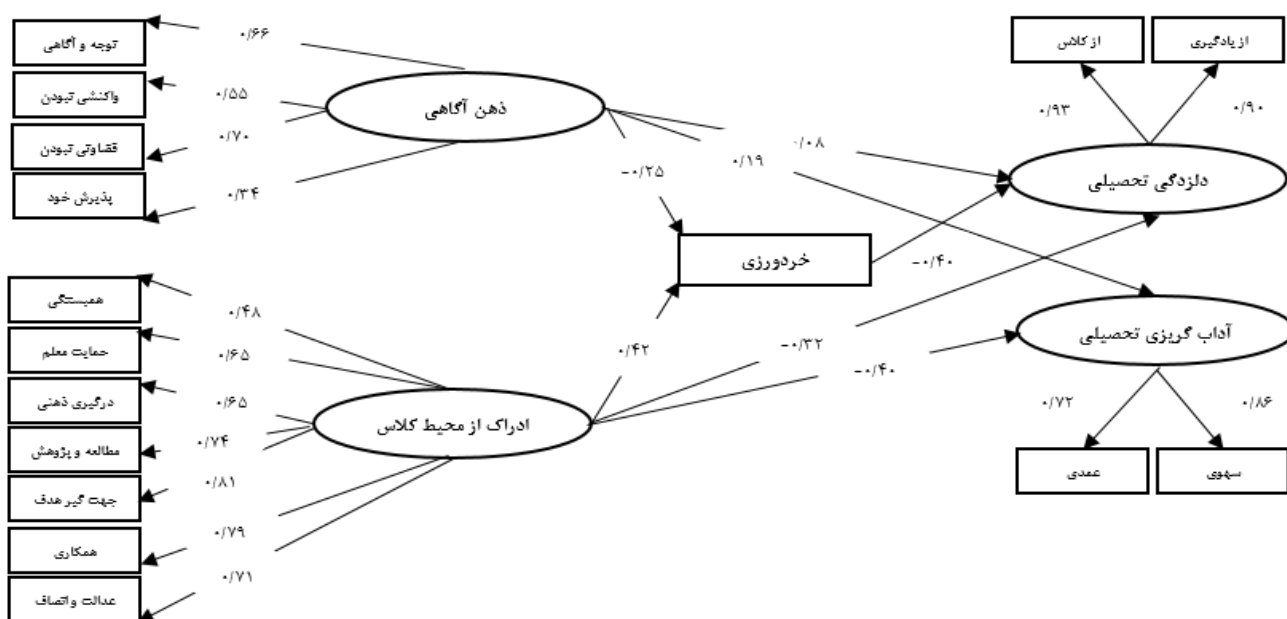 توجه و آگاهی
واکنشی تبودن
قضاوتی تبودن
پذیرش خود
۰/۶۶
۰/۵۵
۰/۷۰
۰/۳۴
ذهن آگاهی
از کلاس
از یادگیری
۰/۹۳
۰/۹۰
دلزدگی تحصیلی
۰/۰۸
۰/۱۹
-۰/۲۵
خردورزی
-۰/۴۰
۰/۴۲
-۰/۳۲
-۰/۴۰
آداب گریزی تحصیلی
۰/۷۲
۰/۸۶
عمدی
سهوی
همبستگی
حمایت معلم
درگیری ذهنی
مطالعه و پژوهش
جهت گیر هدف
همکاری
عدالت و اتصاف
۰/۴۸
۰/۶۵
۰/۶۵
۰/۷۴
۰/۸۱
۰/۷۹
۰/۷۱
ادراک از محیط کلاس